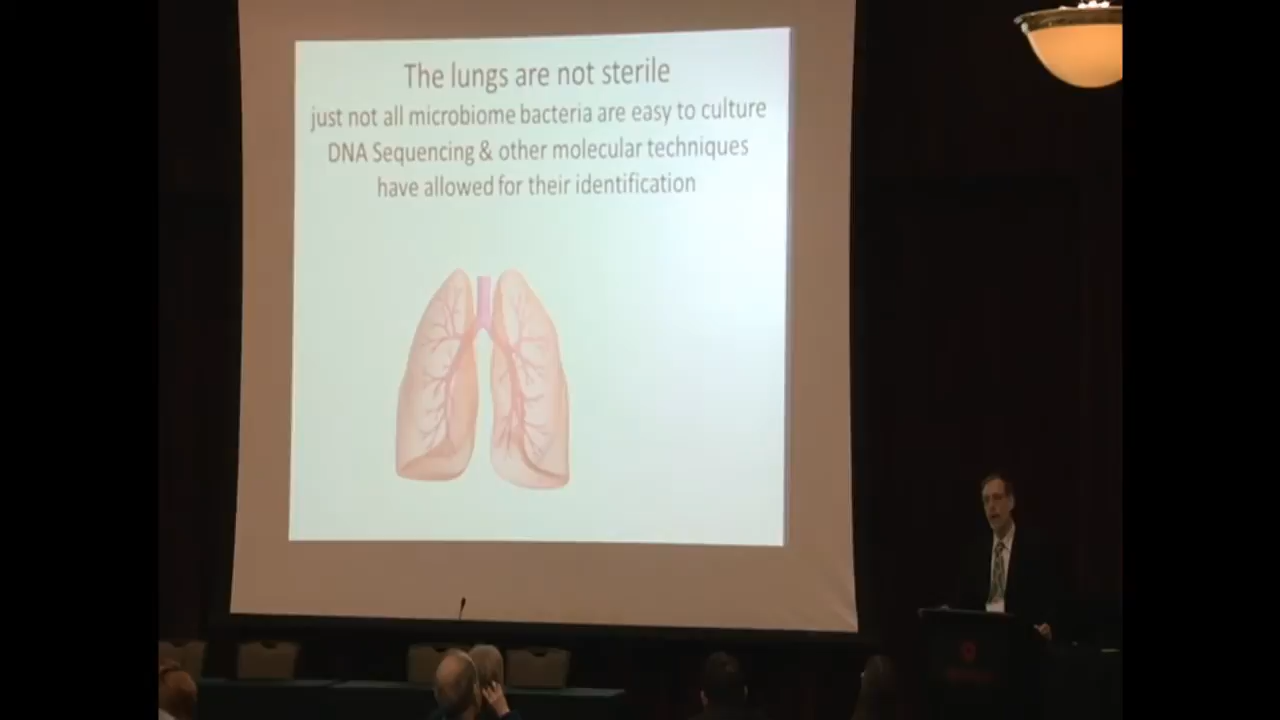 The lungs are not sterile
just not all microbiome bacteria are easy to culture
DNA Sequencing & other molecular techniques
have allowed for their identification